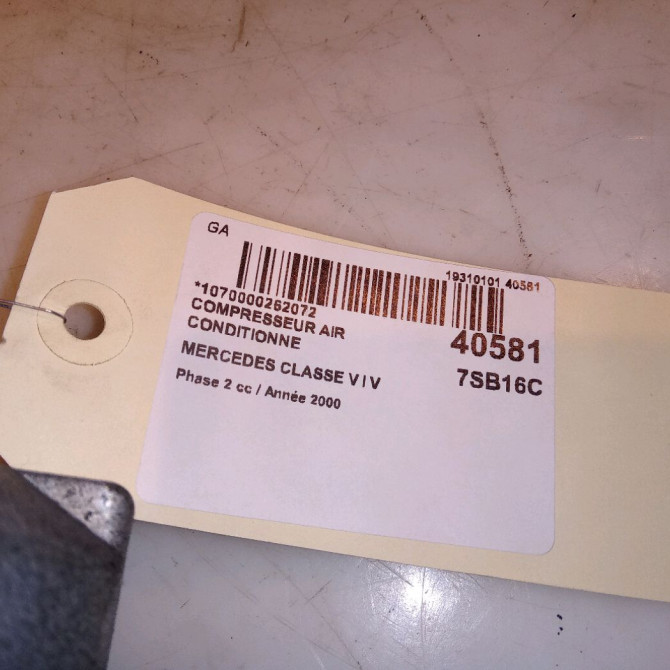 GA
19310101 40581
*1070000262072
COMPRESSEUR AIR
CONDITIONNE
40581
MERCEDES CLASSE V I V
7SB16C
Phase 2 cc / Année 2000